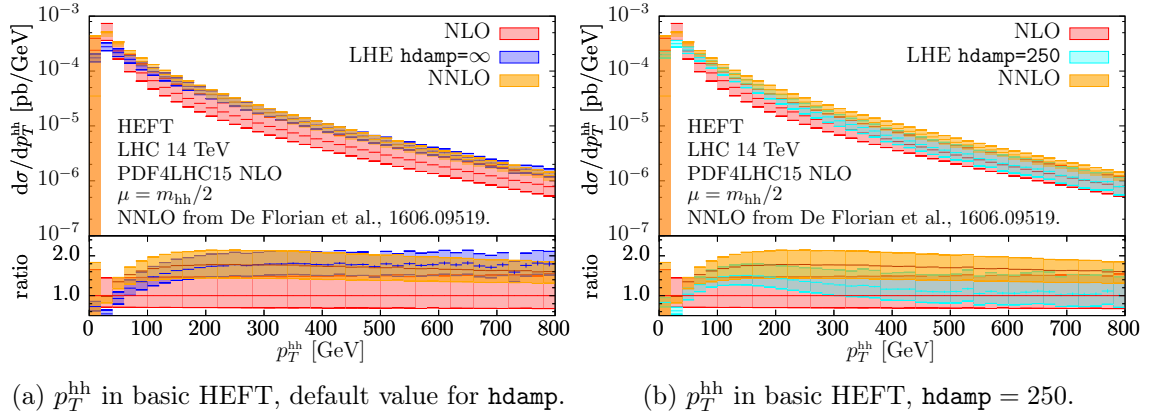 10⁻³
10⁻⁴
10⁻⁵
10⁻⁶
10⁻⁷
dσ/dp_T^hh [pb/GeV]
NLO
LHE hdamp=∞
NNLO
HEFT
LHC 14 TeV
PDF4LHC15 NLO
μ = m_hh/2
NNLO from De Florian et al., 1606.09519.
ratio
2.0
1.0
0 100 200 300 400 500 600 700 800
p_T^hh [GeV]
(a) p_T^hh in basic HEFT, default value for hdamp.
10⁻³
10⁻⁴
10⁻⁵
10⁻⁶
10⁻⁷
dσ/dp_T^hh [pb/GeV]
NLO
LHE hdamp=250
NNLO
HEFT
LHC 14 TeV
PDF4LHC15 NLO
μ = m_hh/2
NNLO from De Florian et al., 1606.09519.
ratio
2.0
1.0
0 100 200 300 400 500 600 700 800
p_T^hh [GeV]
(b) p_T^hh in basic HEFT, hdamp = 250.